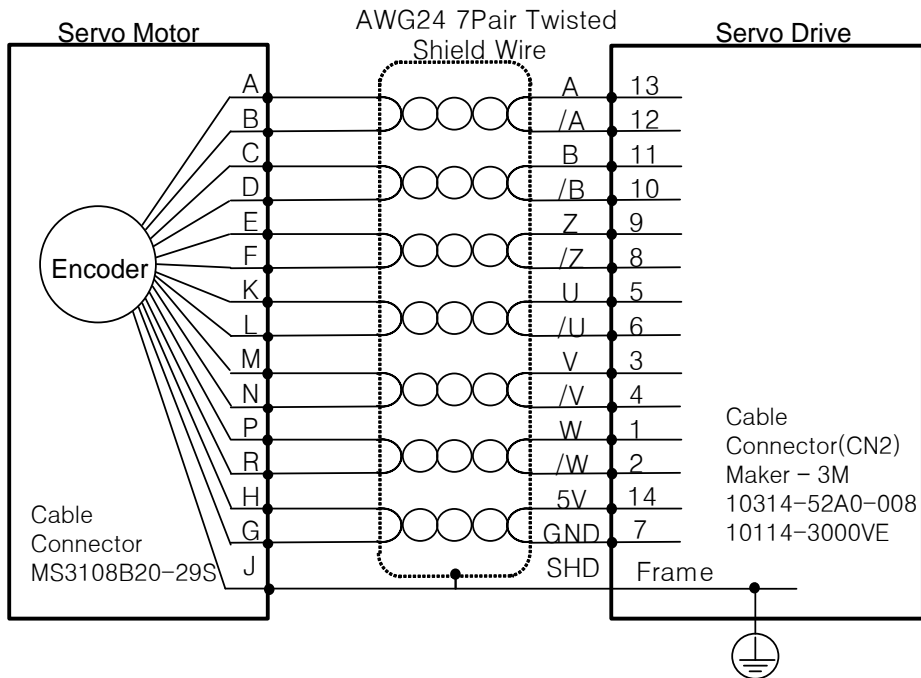 AWG24 7Pair Twisted
Shield Wire
Servo Motor
Servo Drive
A A 13
B /A 12
C B 11
D /B 10
E Z 9
F /Z 8
Encoder
K U 5
L /U 6
M V 3
N /V 4
P W 1
R /W 2
H 5V 14
G GND 7
J SHD Frame
Cable
Connector
MS3108B20-29S
Cable
Connector(CN2)
Maker - 3M
10314-52A0-008
10114-3000VE